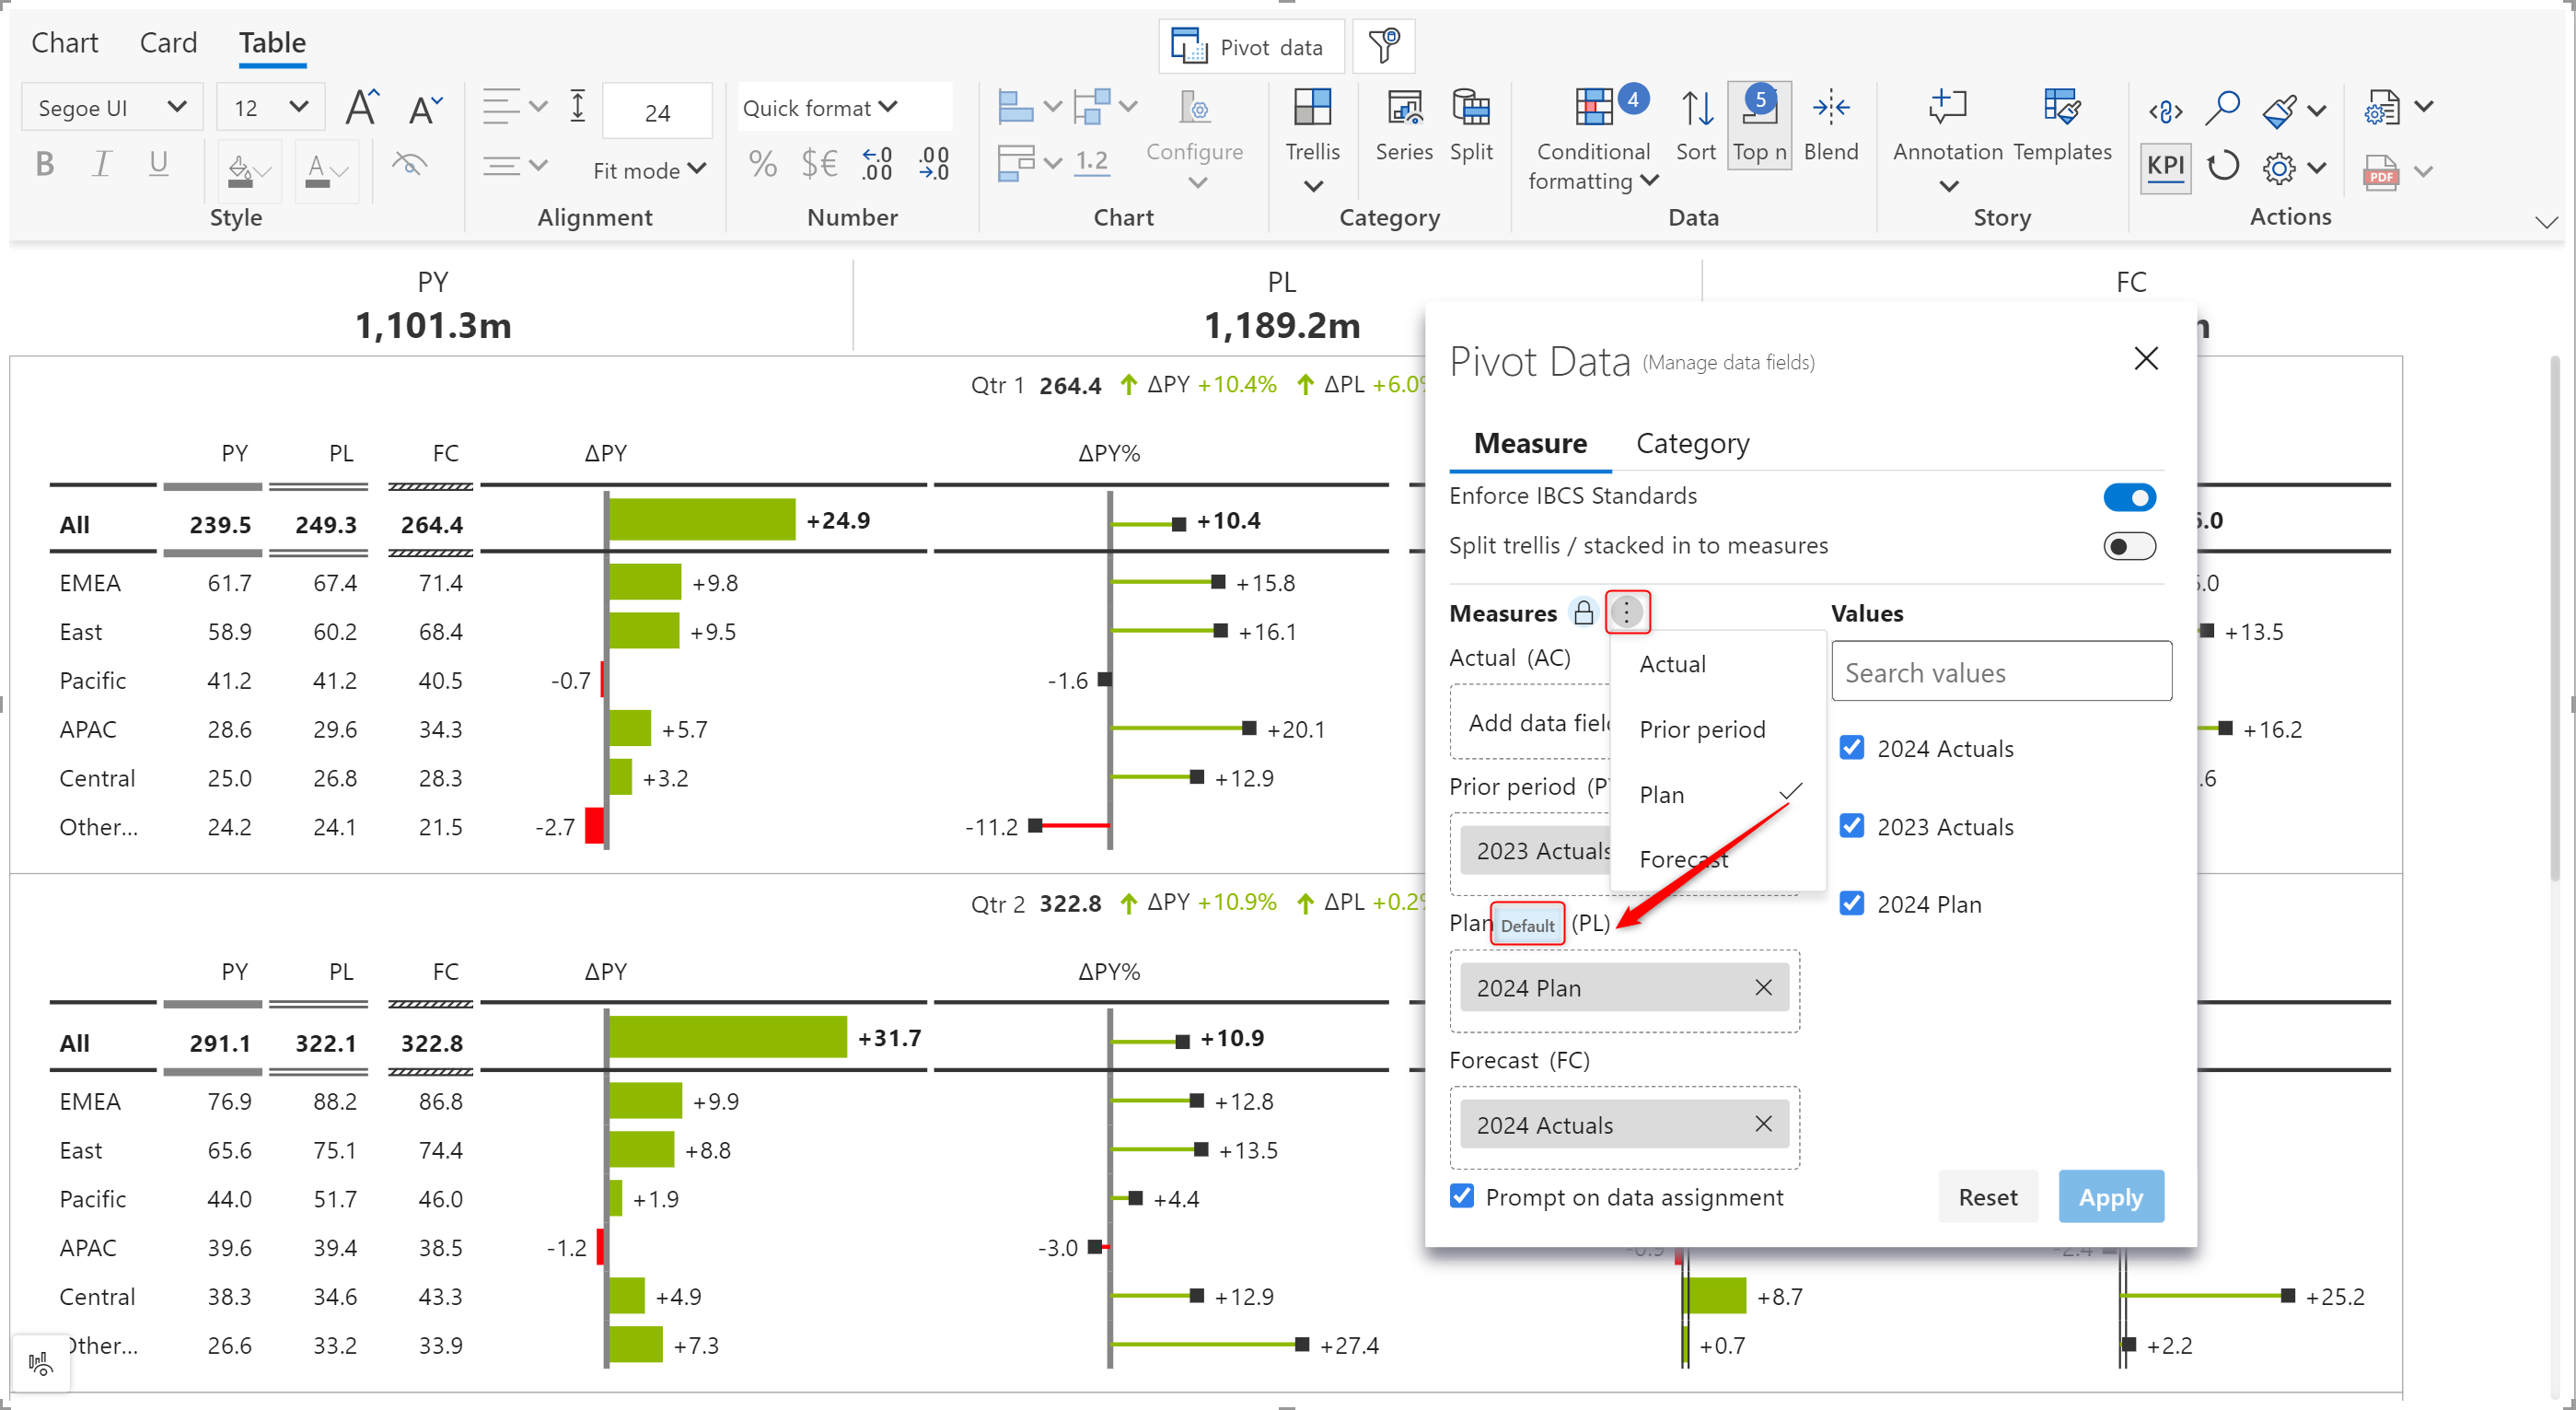 Chart Card Table
Pivot data
Segoe UI 12 A A 24 Quick format 1.2 Configure Trellis Series Split Conditional formatting 4 Sort 5 Top n Blend Annotation Templates
B I U A Fit mode % $€ ←.0 .00 .00 →.0 KPI PDF
Style Alignment Number Chart Category Data Story Actions
PY PL FC
1,101.3m 1,189.2m
Qtr 1 264.4 ΔPY +10.4% ΔPL +6.0%
PY PL FC ΔPY ΔPY%
All 239.5 249.3 264.4 +24.9 +10.4
EMEA 61.7 67.4 71.4 +9.8 +15.8
East 58.9 60.2 68.4 +9.5 +16.1 +13.5
Pacific 41.2 41.2 40.5 -0.7 -1.6
APAC 28.6 29.6 34.3 +5.7 +20.1 +16.2
Central 25.0 26.8 28.3 +3.2 +12.9
Other... 24.2 24.1 21.5 -2.7 -11.2
Qtr 2 322.8 ΔPY +10.9% ΔPL +0.2%
PY PL FC ΔPY ΔPY%
All 291.1 322.1 322.8 +31.7 +10.9
EMEA 76.9 88.2 86.8 +9.9 +12.8
East 65.6 75.1 74.4 +8.8 +13.5
Pacific 44.0 51.7 46.0 +1.9 +4.4
APAC 39.6 39.4 38.5 -1.2 -3.0 -0.9 -2.4
Central 38.3 34.6 43.3 +4.9 +12.9 +8.7 +25.2
Other... 26.6 33.2 33.9 +7.3 +27.4 +0.7 +2.2
Pivot Data (Manage data fields)
Measure Category
Enforce IBCS Standards
Split trellis / stacked in to measures
Measures
Actual (AC)
Add data field
Prior period
2023 Actuals
Plan Default (PL)
2024 Plan
Forecast (FC)
2024 Actuals
Prompt on data assignment
Actual
Prior period
Plan
Forecast
Values
Search values
2024 Actuals
2023 Actuals
2024 Plan
Reset Apply